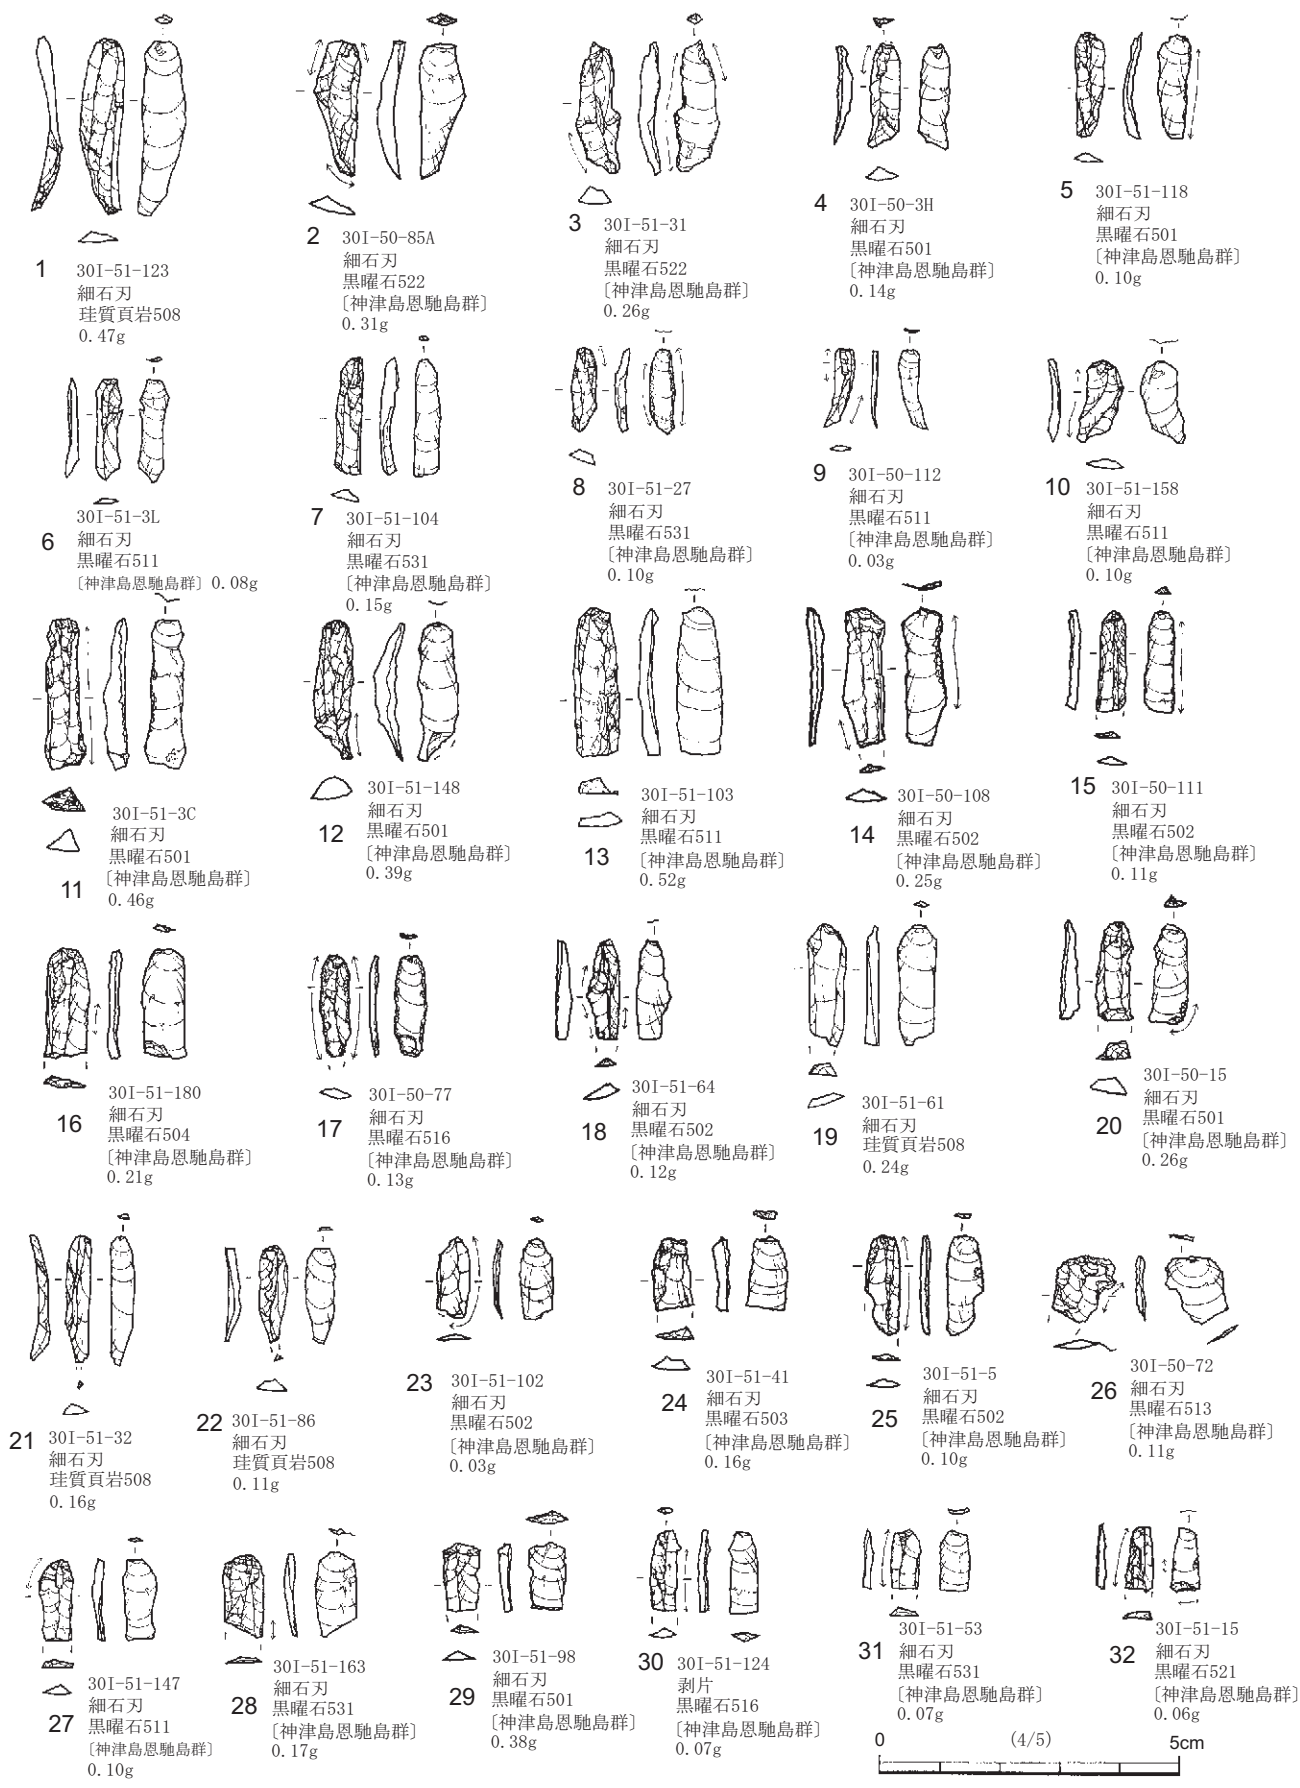 1
30I-51-123
細石刃
珪質頁岩508
0.47g
2
30I-50-85A
細石刃
黒曜石522
〔神津島恩馳島群〕
0.31g
3
30I-51-31
細石刃
黒曜石522
〔神津島恩馳島群〕
0.26g
4
30I-50-3H
細石刃
黒曜石501
〔神津島恩馳島群〕
0.14g
5
30I-51-118
細石刃
黒曜石501
〔神津島恩馳島群〕
0.10g
6
30I-51-3L
細石刃
黒曜石511
〔神津島恩馳島群〕0.08g
7
30I-51-104
細石刃
黒曜石531
〔神津島恩馳島群〕
0.15g
8
30I-51-27
細石刃
黒曜石531
〔神津島恩馳島群〕
0.10g
9
30I-50-112
細石刃
黒曜石511
〔神津島恩馳島群〕
0.03g
10
30I-51-158
細石刃
黒曜石511
〔神津島恩馳島群〕
0.10g
11
30I-51-3C
細石刃
黒曜石501
〔神津島恩馳島群〕
0.46g
12
30I-51-148
細石刃
黒曜石501
〔神津島恩馳島群〕
0.39g
13
30I-51-103
細石刃
黒曜石511
〔神津島恩馳島群〕
0.52g
14
30I-50-108
細石刃
黒曜石502
〔神津島恩馳島群〕
0.25g
15
30I-50-111
細石刃
黒曜石502
〔神津島恩馳島群〕
0.11g
16
30I-51-180
細石刃
黒曜石504
〔神津島恩馳島群〕
0.21g
17
30I-50-77
細石刃
黒曜石516
〔神津島恩馳島群〕
0.13g
18
30I-51-64
細石刃
黒曜石502
〔神津島恩馳島群〕
0.12g
19
30I-51-61
細石刃
珪質頁岩508
0.24g
20
30I-50-15
細石刃
黒曜石501
〔神津島恩馳島群〕
0.26g
21
30I-51-32
細石刃
珪質頁岩508
0.16g
22
30I-51-86
細石刃
珪質頁岩508
0.11g
23
30I-51-102
細石刃
黒曜石502
〔神津島恩馳島群〕
0.03g
24
30I-51-41
細石刃
黒曜石503
〔神津島恩馳島群〕
0.16g
25
30I-51-5
細石刃
黒曜石502
〔神津島恩馳島群〕
0.10g
26
30I-50-72
細石刃
黒曜石513
〔神津島恩馳島群〕
0.11g
27
30I-51-147
細石刃
黒曜石511
〔神津島恩馳島群〕
0.10g
28
30I-51-163
細石刃
黒曜石531
〔神津島恩馳島群〕
0.17g
29
30I-51-98
細石刃
黒曜石501
〔神津島恩馳島群〕
0.38g
30
30I-51-124
剥片
黒曜石516
〔神津島恩馳島群〕
0.07g
31
30I-51-53
細石刃
黒曜石531
〔神津島恩馳島群〕
0.07g
32
30I-51-15
細石刃
黒曜石521
〔神津島恩馳島群〕
0.06g
0 (4/5) 5cm